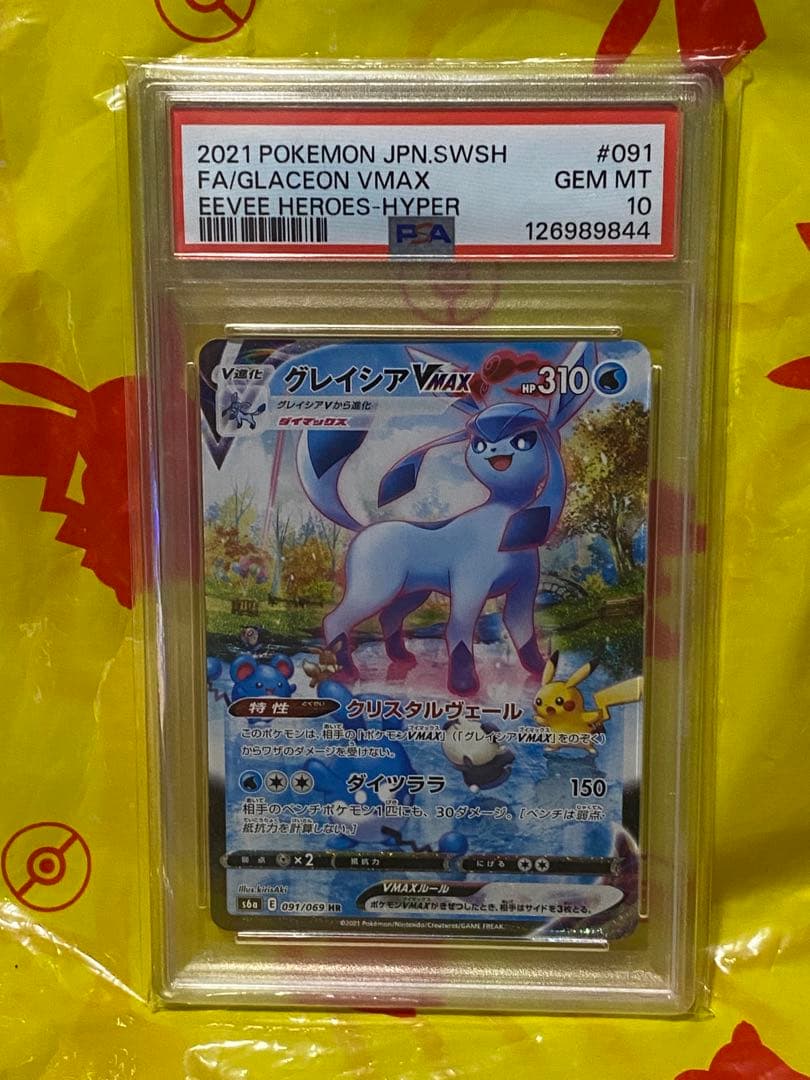 2021 POKEMON JPN.SWSH #091
FA/GLACEON VMAX GEM MT
EEVEE HEROES-HYPER 10
PSA 126989844
V進化 グレイシアVMAX HP310
グレイシアVから進化
ダイマックス
特性 とくせい クリスタルヴェール
このポケモンは、相手の「ポケモンVMAX」(「グレイシアVMAX」をのぞく)
からワザのダメージを受けない。
ダイツララ 150
相手のベンチポケモン1匹にも、30ダメージ。[ベンチは弱点・
抵抗力を計算しない。]
弱点 ×2 抵抗力 にげる
Illus. kirisAki VMAXルール
s6a E 091/069 HR ポケモンVMAXがきぜつしたとき、相手はサイドを3枚とる。
©2021 Pokémon/Nintendo/Creatures/GAME FREAK.